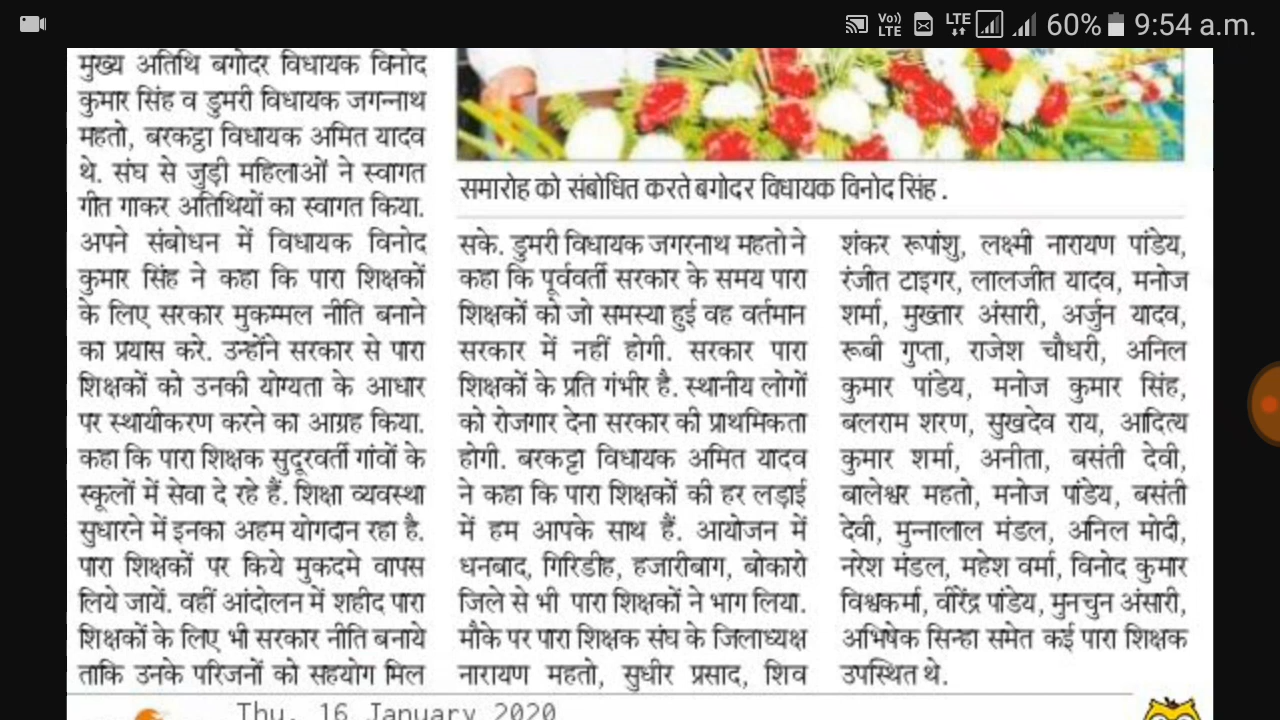 Vo)) LTE LTE 60% 9:54 a.m.
मुख्य अतिथि बगोदर विधायक विनोद
कुमार सिंह व डुमरी विधायक जगन्नाथ
महतो, बरकट्ठा विधायक अमित यादव
थे. संघ से जुड़ी महिलाओं ने स्वागत
गीत गाकर अतिथियों का स्वागत किया.
अपने संबोधन में विधायक विनोद
कुमार सिंह ने कहा कि पारा शिक्षकों
के लिए सरकार मुकम्मल नीति बनाने
का प्रयास करे. उन्होंने सरकार से पारा
शिक्षकों को उनकी योग्यता के आधार
पर स्थायीकरण करने का आग्रह किया.
कहा कि पारा शिक्षक सुदूरवर्ती गांवों के
स्कूलों में सेवा दे रहे हैं. शिक्षा व्यवस्था
सुधारने में इनका अहम योगदान रहा है.
पारा शिक्षकों पर किये मुकदमे वापस
लिये जायें. वहीं आंदोलन में शहीद पारा
शिक्षकों के लिए भी सरकार नीति बनाये
ताकि उनके परिजनों को सहयोग मिल
समारोह को संबोधित करते बगोदर विधायक विनोद सिंह .
सके. डुमरी विधायक जगरनाथ महतो ने
कहा कि पूर्ववर्ती सरकार के समय पारा
शिक्षकों को जो समस्या हुई वह वर्तमान
सरकार में नहीं होगी. सरकार पारा
शिक्षकों के प्रति गंभीर है. स्थानीय लोगों
को रोजगार देना सरकार की प्राथमिकता
होगी. बरकट्ठा विधायक अमित यादव
ने कहा कि पारा शिक्षकों की हर लड़ाई
में हम आपके साथ हैं. आयोजन में
धनबाद, गिरिडीह, हजारीबाग, बोकारो
जिले से भी पारा शिक्षकों ने भाग लिया.
मौके पर पारा शिक्षक संघ के जिलाध्यक्ष
नारायण महतो, सुधीर प्रसाद, शिव
शंकर रूपांशु, लक्ष्मी नारायण पांडेय,
रंजीत टाइगर, लालजीत यादव, मनोज
शर्मा, मुख्तार अंसारी, अर्जुन यादव,
रूबी गुप्ता, राजेश चौधरी, अनिल
कुमार पांडेय, मनोज कुमार सिंह,
बलराम शरण, सुखदेव राय, आदित्य
कुमार शर्मा, अनीता, बसंती देवी,
बालेश्वर महतो, मनोज पांडेय, बसंती
देवी, मुन्नालाल मंडल, अनिल मोदी,
नरेश मंडल, महेश वर्मा, विनोद कुमार
विश्वकर्मा, वीरेंद्र पांडेय, मुनचुन अंसारी,
अभिषेक सिन्हा समेत कई पारा शिक्षक
उपस्थित थे.
Thu, 16 January 2020